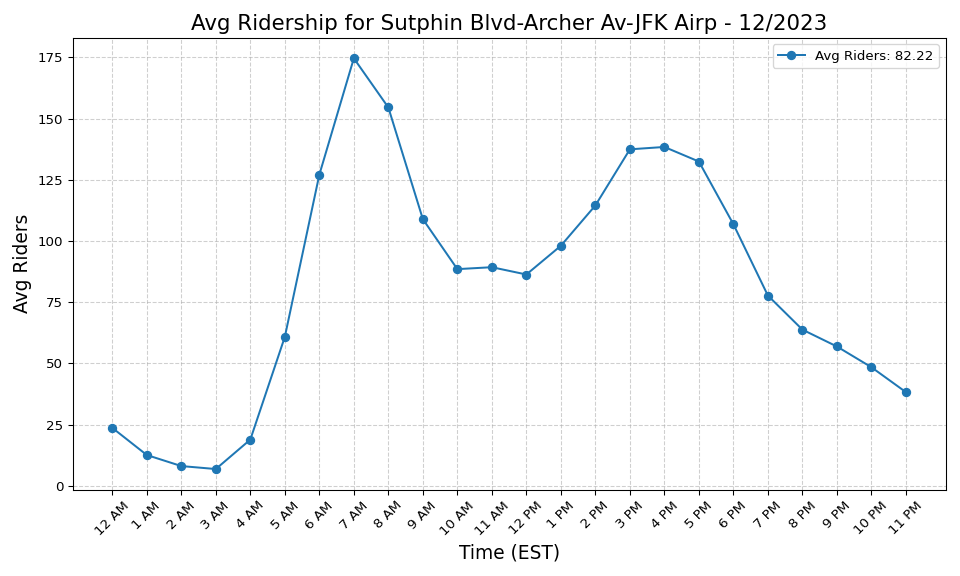 Avg Ridership for Sutphin Blvd-Archer Av-JFK Airp - 12/2023
Avg Riders: 82.22
Avg Riders
175
150
125
100
75
50
25
0
12 AM
1 AM
2 AM
3 AM
4 AM
5 AM
6 AM
7 AM
8 AM
9 AM
10 AM
11 AM
12 PM
1 PM
2 PM
3 PM
4 PM
5 PM
6 PM
7 PM
8 PM
9 PM
10 PM
11 PM
Time (EST)